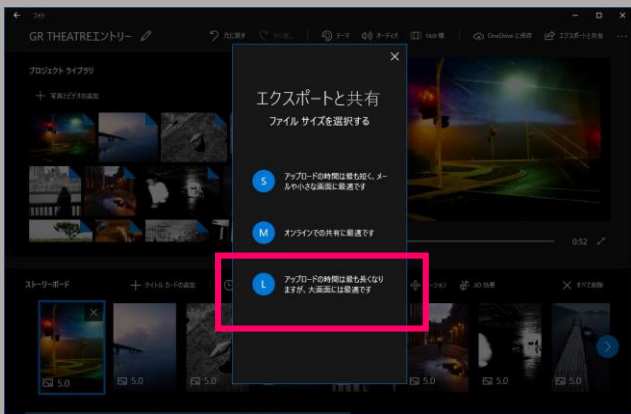 フォト
GR THEATREエントリー
元に戻す
やり直し
テーマ
オーディオ
16:9 横
OneDrive に保存
エクスポートと共有
プロジェクト ライブラリ
＋ 写真とビデオの追加
エクスポートと共有
ファイル サイズを選択する
S アップロードの時間は最も短く、メー
ルや小さな画面に最適です
M オンラインでの共有に最適です
L アップロードの時間は最も長くなり
ますが、大画面には最適です
0:52
ストーリーボード
＋ タイトル カードの追加
3D 効果
すべて削除
5.0
5.0
5.0
5.0
5.0
5.0